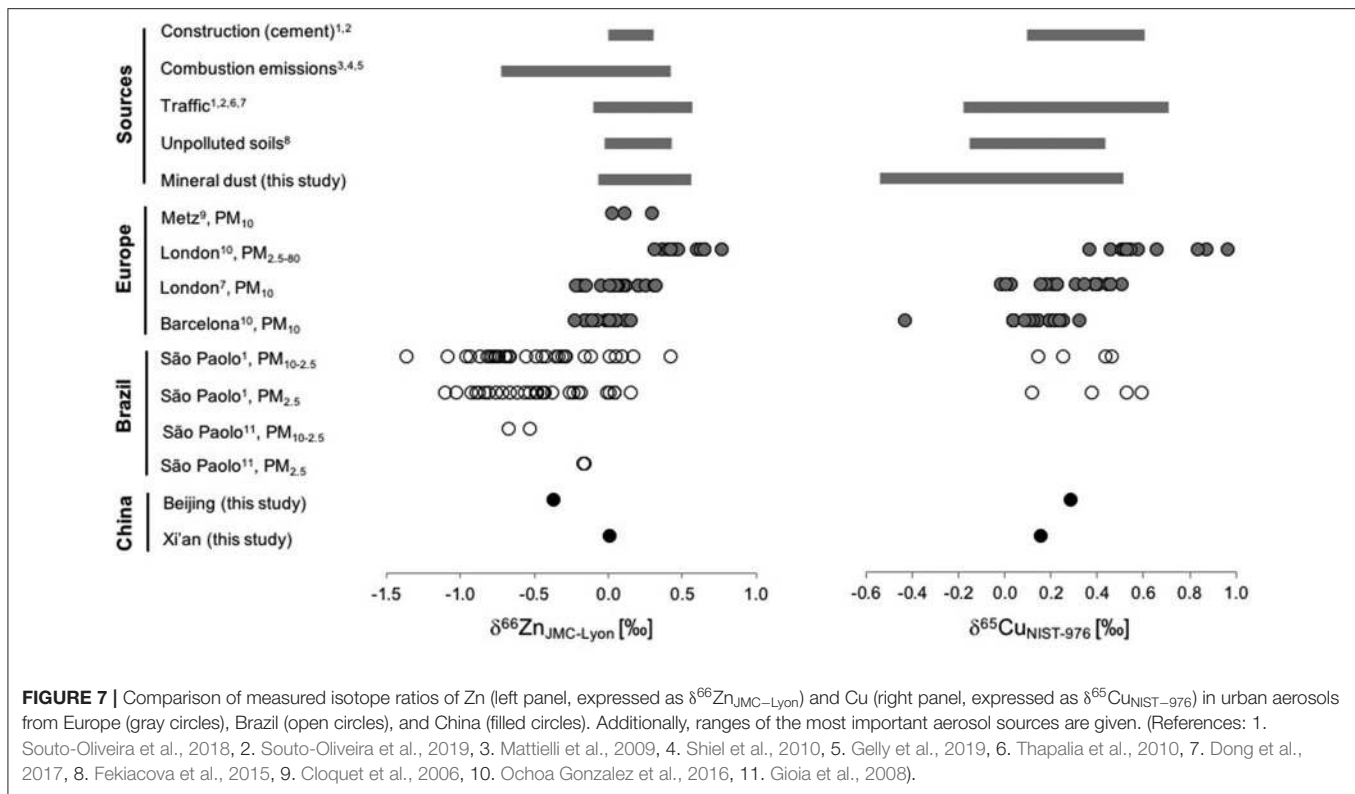 Sources
Construction (cement)1,2
Combustion emissions3,4,5
Traffic1,2,6,7
Unpolluted soils8
Mineral dust (this study)
Europe
Metz9, PM10
London10, PM2.5-80
London7, PM10
Barcelona10, PM10
Brazil
São Paolo1, PM10-2.5
São Paolo1, PM2.5
São Paolo11, PM10-2.5
São Paolo11, PM2.5
China
Beijing (this study)
Xi'an (this study)
-1.5 -1.0 -0.5 0.0 0.5 1.0
δ66ZnJMC-Lyon [‰]
-0.6 -0.4 -0.2 0.0 0.2 0.4 0.6 0.8 1.0
δ65CuNIST-976 [‰]
FIGURE 7 | Comparison of measured isotope ratios of Zn (left panel, expressed as δ66ZnJMC−Lyon) and Cu (right panel, expressed as δ65CuNIST−976) in urban aerosols
from Europe (gray circles), Brazil (open circles), and China (filled circles). Additionally, ranges of the most important aerosol sources are given. (References: 1.
Souto-Oliveira et al., 2018, 2. Souto-Oliveira et al., 2019, 3. Mattielli et al., 2009, 4. Shiel et al., 2010, 5. Gelly et al., 2019, 6. Thapalia et al., 2010, 7. Dong et al.,
2017, 8. Fekiacova et al., 2015, 9. Cloquet et al., 2006, 10. Ochoa Gonzalez et al., 2016, 11. Gioia et al., 2008).